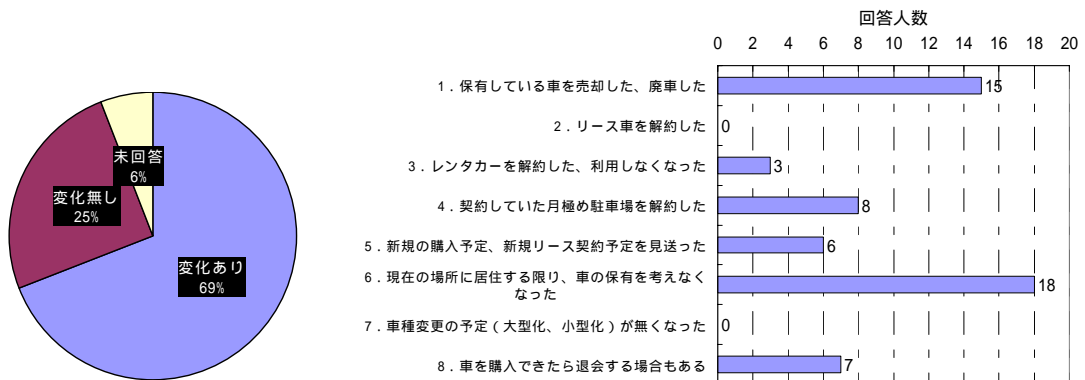 未回答
6%
変化無し
25%
変化あり
69%
回答人数
0 2 4 6 8 10 12 14 16 18 20
1．保有している車を売却した、廃車した 15
2．リース車を解約した 0
3．レンタカーを解約した、利用しなくなった 3
4．契約していた月極め駐車場を解約した 8
5．新規の購入予定、新規リース契約予定を見送った 6
6．現在の場所に居住する限り、車の保有を考えなく
なった 18
7．車種変更の予定（大型化、小型化）が無くなった 0
8．車を購入できたら退会する場合もある 7